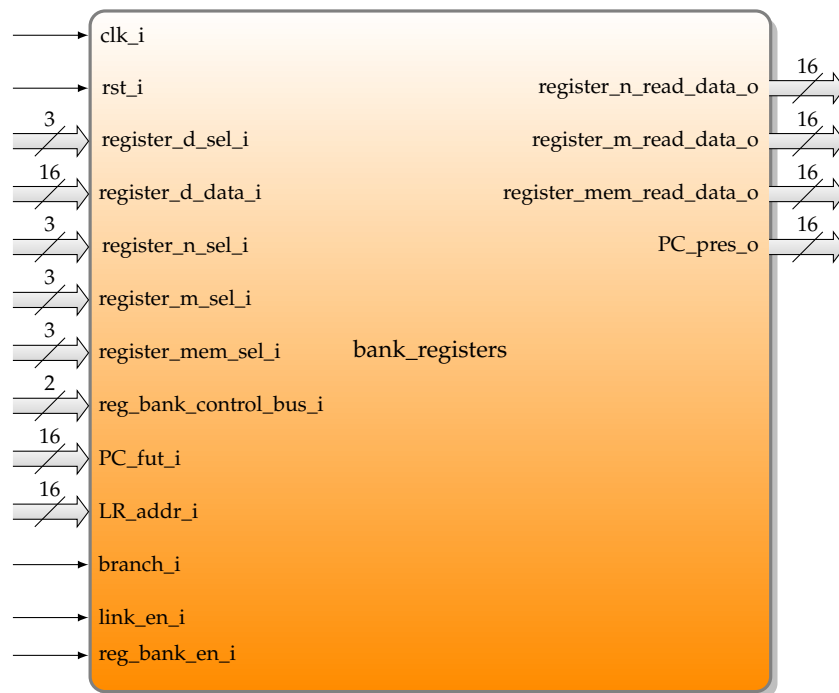 clk_i
rst_i
3
register_d_sel_i
16
register_d_data_i
3
register_n_sel_i
3
register_m_sel_i
3
register_mem_sel_i
2
reg_bank_control_bus_i
16
PC_fut_i
16
LR_addr_i
branch_i
link_en_i
reg_bank_en_i
bank_registers
register_n_read_data_o
16
register_m_read_data_o
16
register_mem_read_data_o
16
PC_pres_o
16